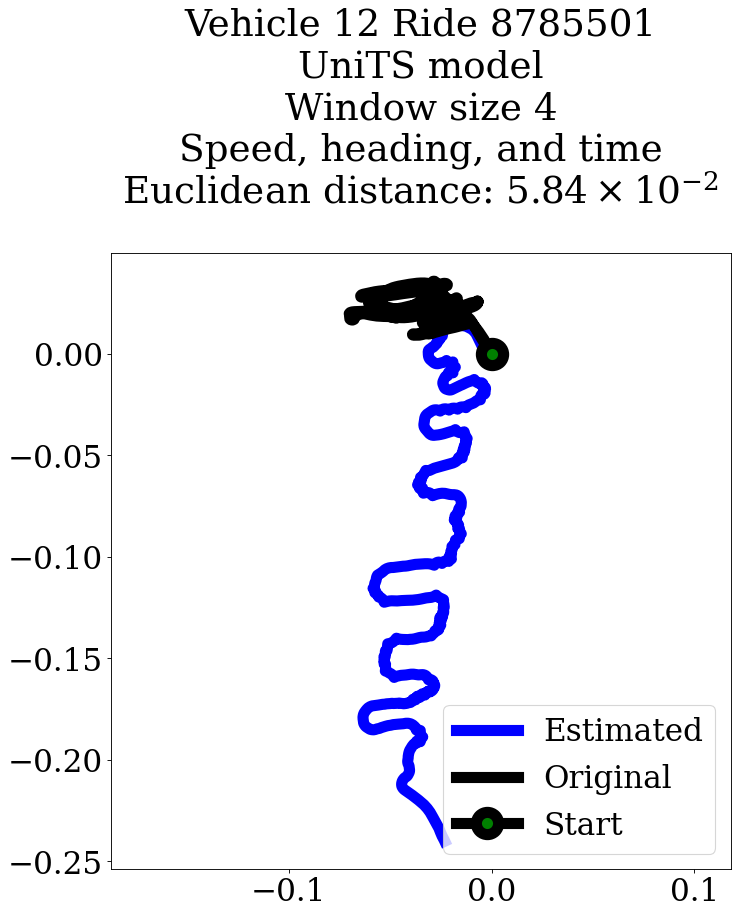 Vehicle 12 Ride 8785501
UniTS model
Window size 4
Speed, heading, and time
Euclidean distance: 5.84 × 10⁻²
0.00
−0.05
−0.10
−0.15
−0.20
−0.25
Estimated
Original
Start
−0.1
0.0
0.1